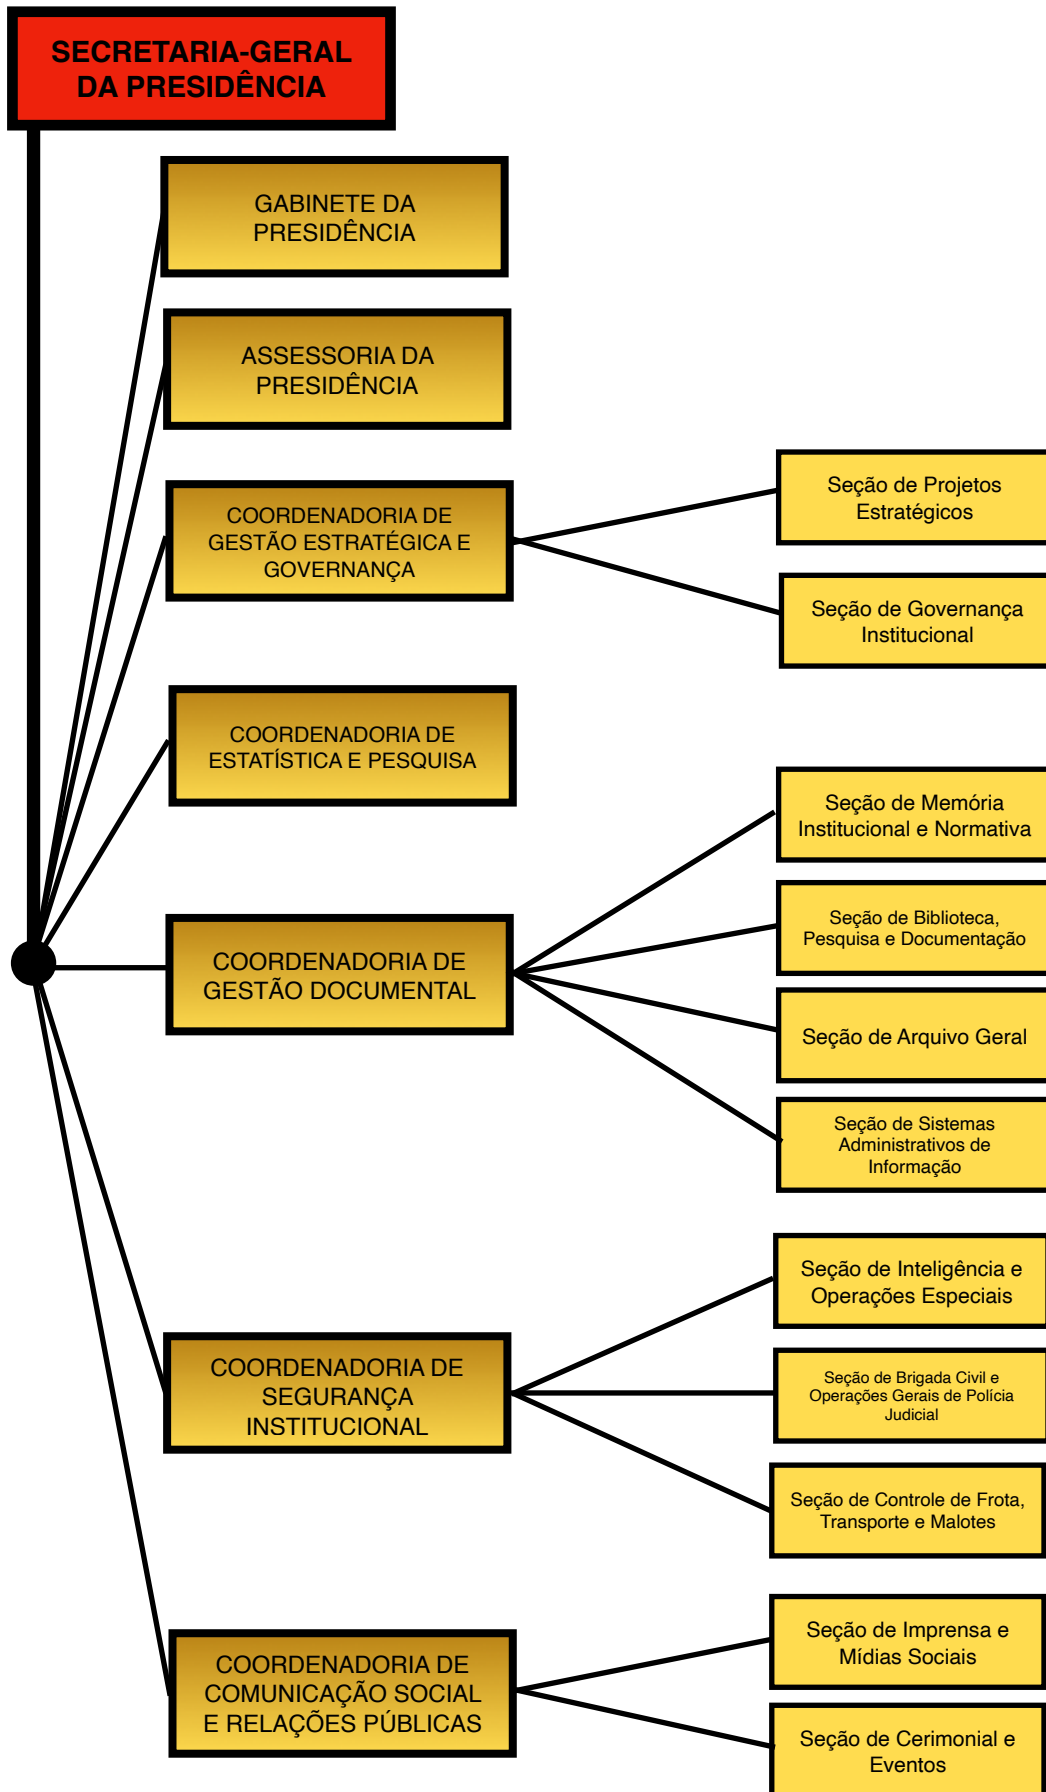 SECRETARIA-GERAL
DA PRESIDÊNCIA
GABINETE DA
PRESIDÊNCIA
ASSESSORIA DA
PRESIDÊNCIA
COORDENADORIA DE
GESTÃO ESTRATÉGICA E
GOVERNANÇA
Seção de Projetos
Estratégicos
Seção de Governança
Institucional
COORDENADORIA DE
ESTATÍSTICA E PESQUISA
COORDENADORIA DE
GESTÃO DOCUMENTAL
Seção de Memória
Institucional e Normativa
Seção de Biblioteca,
Pesquisa e Documentação
Seção de Arquivo Geral
Seção de Sistemas
Administrativos de
Informação
COORDENADORIA DE
SEGURANÇA
INSTITUCIONAL
Seção de Inteligência e
Operações Especiais
Seção de Brigada Civil e
Operações Gerais de Polícia
Judicial
Seção de Controle de Frota,
Transporte e Malotes
COORDENADORIA DE
COMUNICAÇÃO SOCIAL
E RELAÇÕES PÚBLICAS
Seção de Imprensa e
Mídias Sociais
Seção de Cerimonial e
Eventos